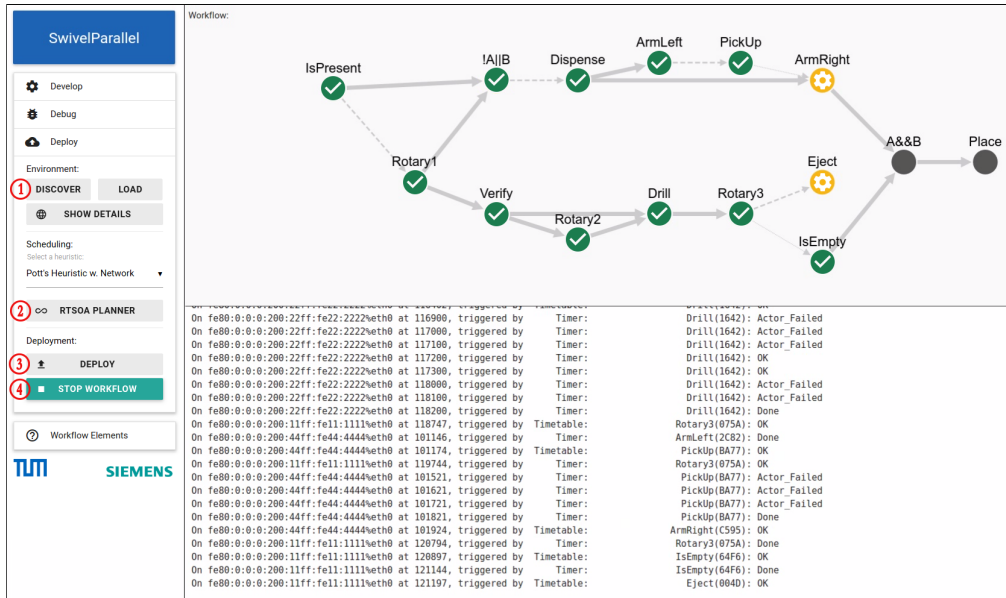 SwivelParallel
Develop
Debug
Deploy
Environment:
1 DISCOVER LOAD
SHOW DETAILS
Scheduling:
Select a heuristic:
Pott's Heuristic w. Network
2 RTSOA PLANNER
Deployment:
3 DEPLOY
4 STOP WORKFLOW
Workflow Elements
TUM SIEMENS
Workflow:
ArmLeft PickUp
IsPresent !A||B Dispense ArmRight
A&&B Place
Rotary1 Eject
Verify Drill Rotary3
Rotary2
IsEmpty
On fe80:0:0:0:200:22ff:fe22:2222%eth0 at 116900, triggered by Timer: Drill(1642): Actor_Failed
On fe80:0:0:0:200:22ff:fe22:2222%eth0 at 117000, triggered by Timer: Drill(1642): Actor_Failed
On fe80:0:0:0:200:22ff:fe22:2222%eth0 at 117100, triggered by Timer: Drill(1642): Actor_Failed
On fe80:0:0:0:200:22ff:fe22:2222%eth0 at 117200, triggered by Timer: Drill(1642): OK
On fe80:0:0:0:200:22ff:fe22:2222%eth0 at 117300, triggered by Timer: Drill(1642): OK
On fe80:0:0:0:200:22ff:fe22:2222%eth0 at 118000, triggered by Timer: Drill(1642): Actor_Failed
On fe80:0:0:0:200:22ff:fe22:2222%eth0 at 118100, triggered by Timer: Drill(1642): Actor_Failed
On fe80:0:0:0:200:22ff:fe22:2222%eth0 at 118200, triggered by Timer: Drill(1642): Done
On fe80:0:0:0:200:11ff:fe11:1111%eth0 at 118747, triggered by Timetable: Rotary3(075A): OK
On fe80:0:0:0:200:44ff:fe44:4444%eth0 at 101146, triggered by Timer: ArmLeft(2C82): Done
On fe80:0:0:0:200:44ff:fe44:4444%eth0 at 101174, triggered by Timetable: PickUp(BA77): OK
On fe80:0:0:0:200:11ff:fe11:1111%eth0 at 119744, triggered by Timer: Rotary3(075A): OK
On fe80:0:0:0:200:44ff:fe44:4444%eth0 at 101521, triggered by Timer: PickUp(BA77): Actor_Failed
On fe80:0:0:0:200:44ff:fe44:4444%eth0 at 101621, triggered by Timer: PickUp(BA77): Actor_Failed
On fe80:0:0:0:200:44ff:fe44:4444%eth0 at 101721, triggered by Timer: PickUp(BA77): Actor_Failed
On fe80:0:0:0:200:44ff:fe44:4444%eth0 at 101821, triggered by Timer: PickUp(BA77): Done
On fe80:0:0:0:200:44ff:fe44:4444%eth0 at 101924, triggered by Timetable: ArmRight(C595): OK
On fe80:0:0:0:200:11ff:fe11:1111%eth0 at 120794, triggered by Timer: Rotary3(075A): Done
On fe80:0:0:0:200:11ff:fe11:1111%eth0 at 120897, triggered by Timetable: IsEmpty(64F6): OK
On fe80:0:0:0:200:11ff:fe11:1111%eth0 at 121144, triggered by Timer: IsEmpty(64F6): Done
On fe80:0:0:0:200:11ff:fe11:1111%eth0 at 121197, triggered by Timetable: Eject(004D): OK